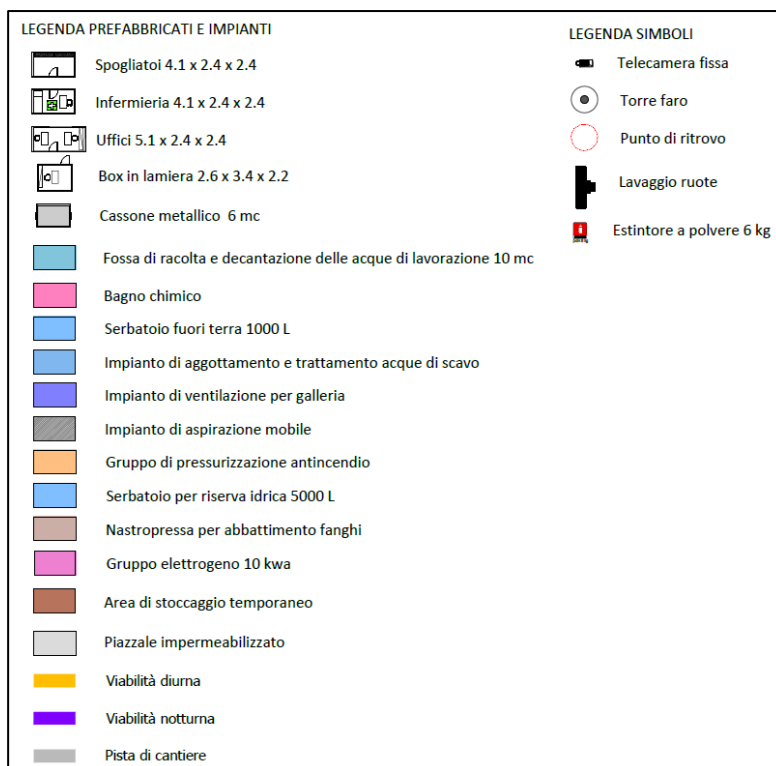 LEGENDA PREFABBRICATI E IMPIANTI
Spogliatoi 4.1 x 2.4 x 2.4
Infermieria 4.1 x 2.4 x 2.4
Uffici 5.1 x 2.4 x 2.4
Box in lamiera 2.6 x 3.4 x 2.2
Cassone metallico 6 mc
Fossa di racolta e decantazione delle acque di lavorazione 10 mc
Bagno chimico
Serbatoio fuori terra 1000 L
Impianto di aggottamento e trattamento acque di scavo
Impianto di ventilazione per galleria
Impianto di aspirazione mobile
Gruppo di pressurizzazione antincendio
Serbatoio per riserva idrica 5000 L
Nastropressa per abbattimento fanghi
Gruppo elettrogeno 10 kwa
Area di stoccaggio temporaneo
Piazzale impermeabilizzato
Viabilità diurna
Viabilità notturna
Pista di cantiere
LEGENDA SIMBOLI
Telecamera fissa
Torre faro
Punto di ritrovo
Lavaggio ruote
Estintore a polvere 6 kg